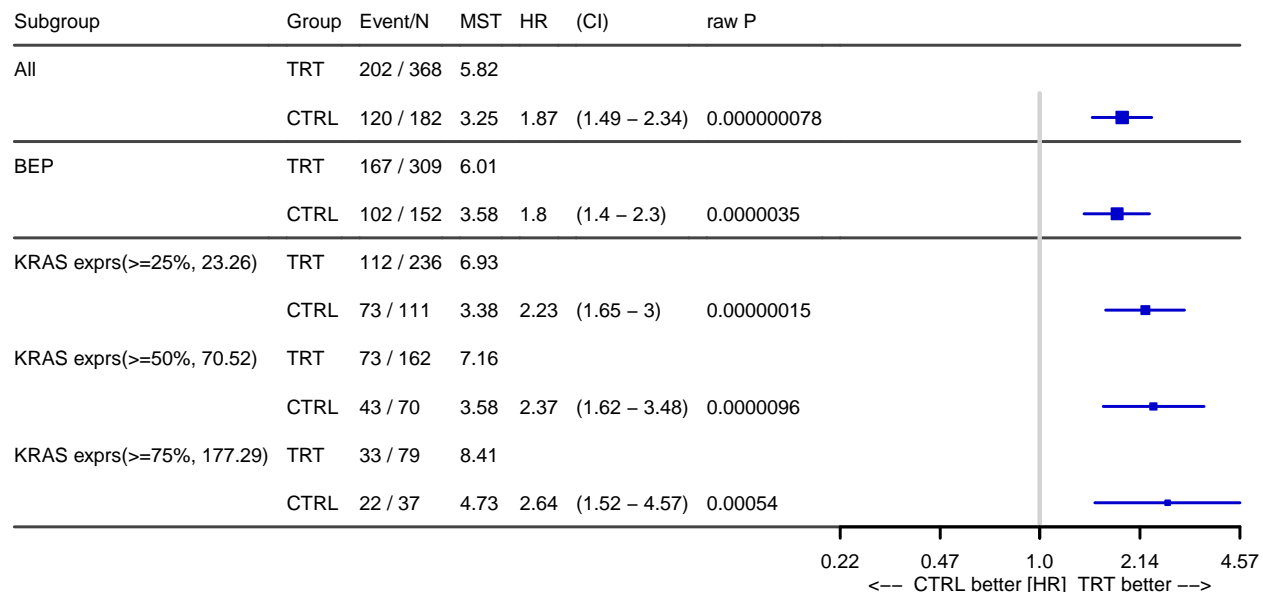 Subgroup Group Event/N MST HR (CI) raw P
All TRT 202 / 368 5.82
CTRL 120 / 182 3.25 1.87 (1.49 − 2.34) 0.000000078
BEP TRT 167 / 309 6.01
CTRL 102 / 152 3.58 1.8 (1.4 − 2.3) 0.0000035
KRAS exprs(>=25%, 23.26) TRT 112 / 236 6.93
CTRL 73 / 111 3.38 2.23 (1.65 − 3) 0.00000015
KRAS exprs(>=50%, 70.52) TRT 73 / 162 7.16
CTRL 43 / 70 3.58 2.37 (1.62 − 3.48) 0.0000096
KRAS exprs(>=75%, 177.29) TRT 33 / 79 8.41
CTRL 22 / 37 4.73 2.64 (1.52 − 4.57) 0.00054
0.22 0.47 1.0 2.14 4.57
<−− CTRL better [HR] TRT better −−>